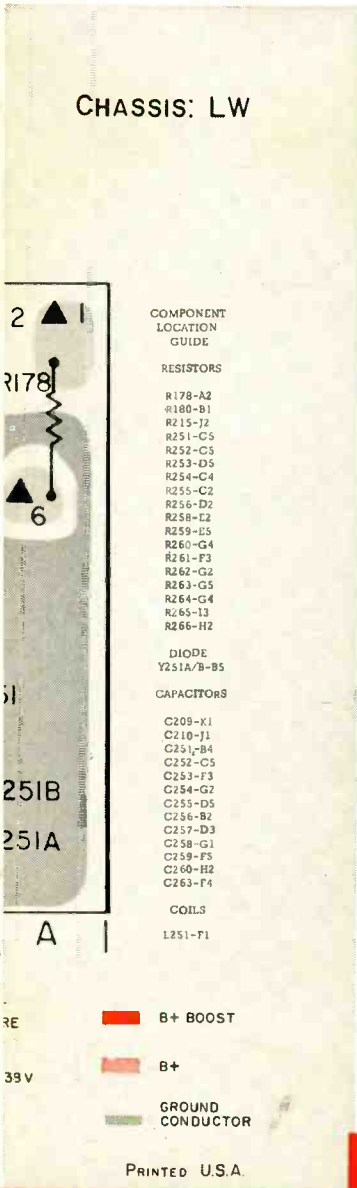 CHASSIS: LW
2 ▲ 1
R178
6
COMPONENT
LOCATION
GUIDE
RESISTORS
R178-A2
R180-B1
R215-J2
R251-C5
R252-C5
R253-D5
R254-C4
R255-C2
R256-D2
R258-E2
R259-E5
R260-G4
R261-F3
R262-G2
R263-G5
R264-G4
R265-I3
R266-H2
DIODE
Y251A/B-B5
CAPACITORS
C209-K1
C210-J1
C251-B4
C252-C5
C253-F3
C254-G2
C255-D5
C256-B2
C257-D3
C258-G1
C259-F5
C260-H2
C263-F4
COILS
L251-F1
51
251B
251A
A
RE
39V
B+ BOOST
B+
GROUND
CONDUCTOR
PRINTED U.S.A.